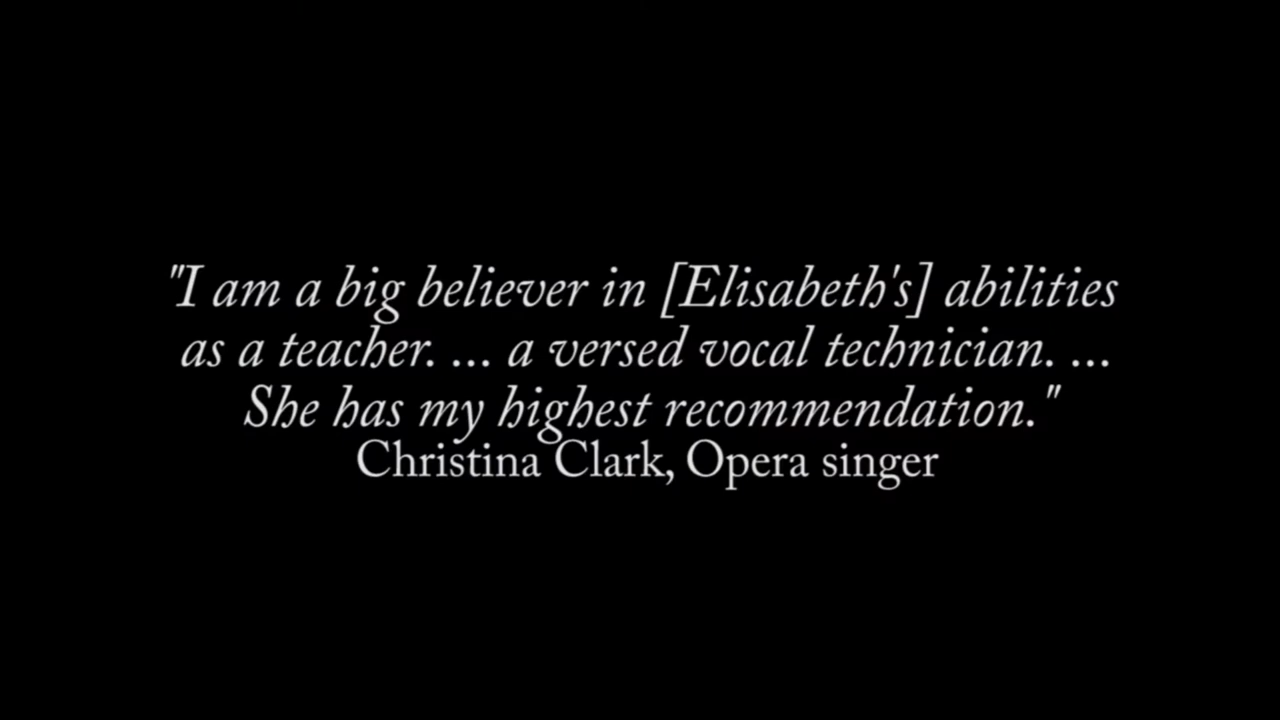 "I am a big believer in [Elisabeth's] abilities
as a teacher. ... a versed vocal technician. ...
She has my highest recommendation."
Christina Clark, Opera singer